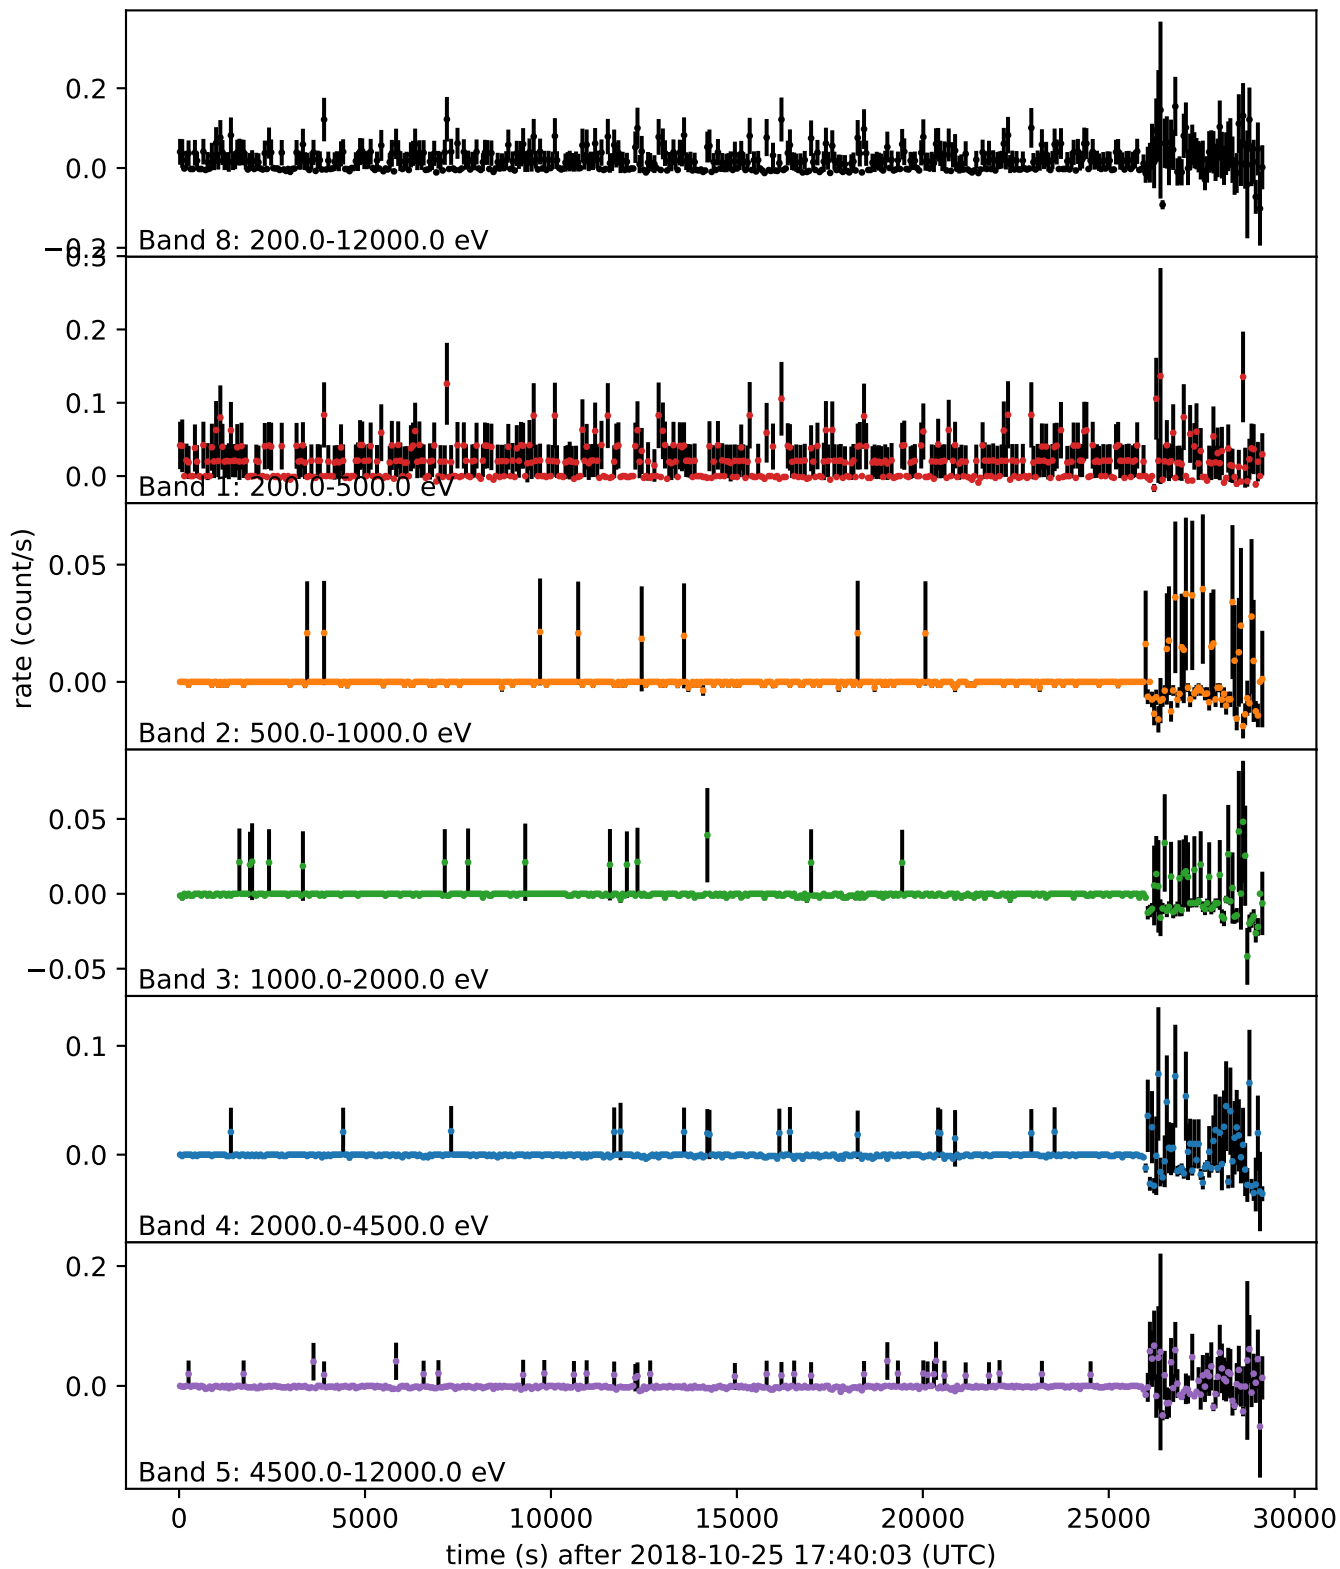 0.2
0.0
−0.2
Band 8: 200.0-12000.0 eV
0.3
0.2
0.1
0.0
Band 1: 200.0-500.0 eV
rate (count/s)
0.05
0.00
Band 2: 500.0-1000.0 eV
0.05
0.00
−0.05
Band 3: 1000.0-2000.0 eV
0.1
0.0
Band 4: 2000.0-4500.0 eV
0.2
0.0
Band 5: 4500.0-12000.0 eV
0 5000 10000 15000 20000 25000 30000
time (s) after 2018-10-25 17:40:03 (UTC)